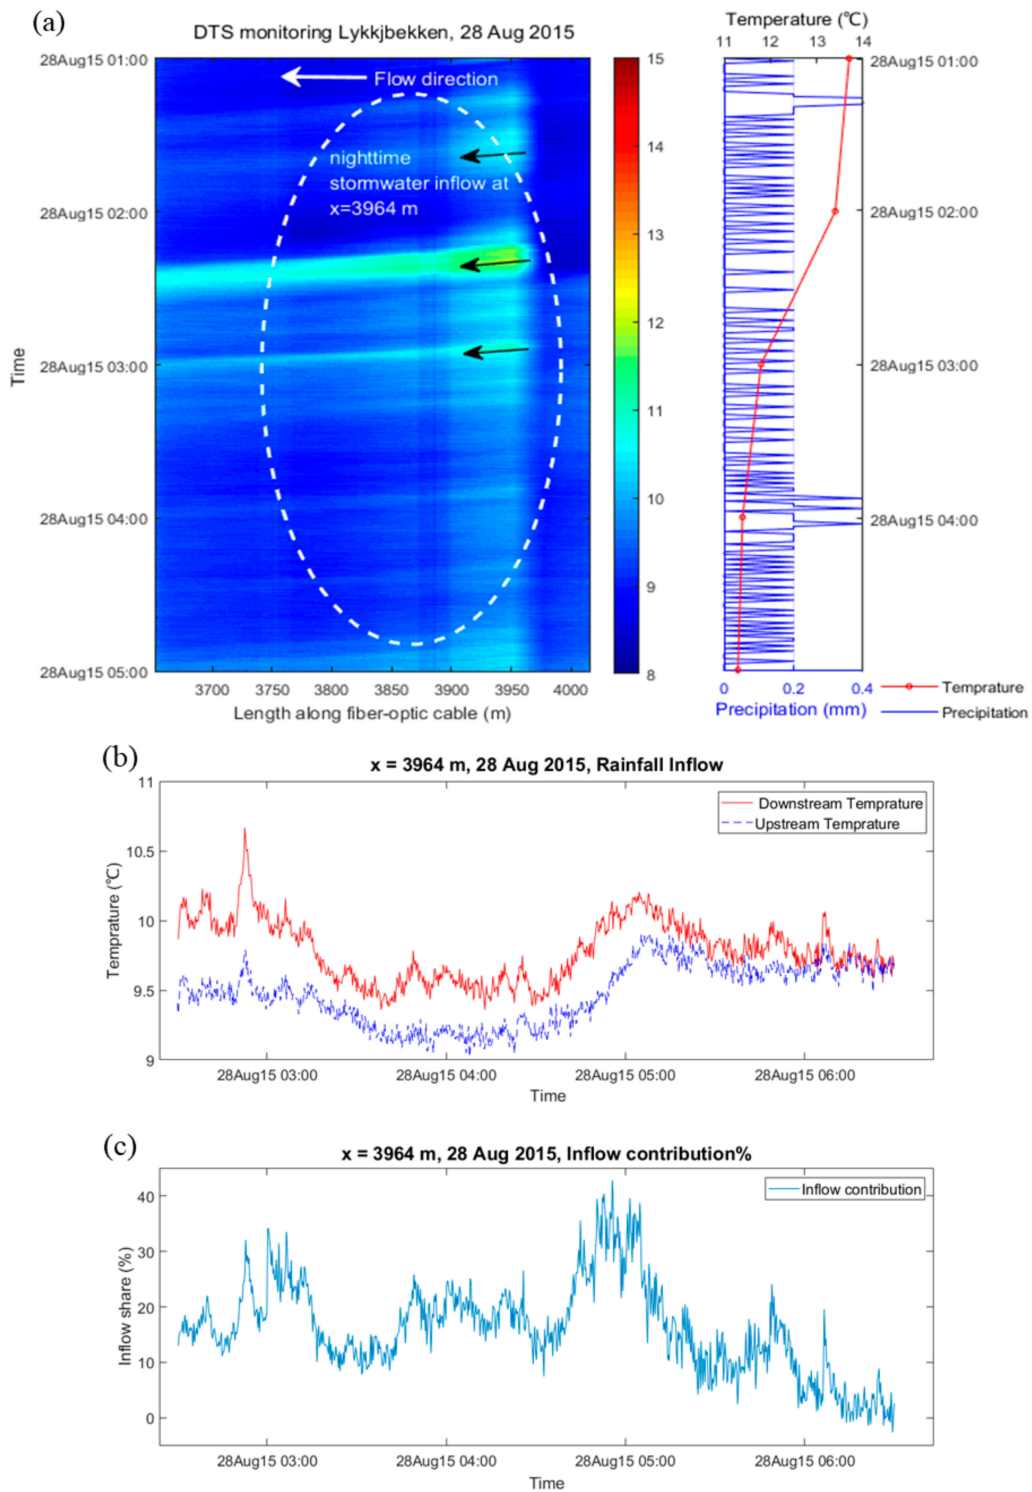 (a)
DTS monitoring Lykkjbekken, 28 Aug 2015
Flow direction
nighttime
stormwater inflow at
x=3964 m
28Aug15 01:00
28Aug15 02:00
28Aug15 03:00
28Aug15 04:00
28Aug15 05:00
Time
3700 3750 3800 3850 3900 3950 4000
Length along fiber-optic cable (m)
15
14
13
12
11
10
9
8
Temperature (℃)
11 12 13 14
28Aug15 01:00
28Aug15 02:00
28Aug15 03:00
28Aug15 04:00
0 0.2 0.4
Precipitation (mm)
Temprature
Precipitation
(b)
x = 3964 m, 28 Aug 2015, Rainfall Inflow
11
10.5
10
9.5
9
Temprature (℃)
Downstream Temprature
Upstream Temprature
28Aug15 03:00 28Aug15 04:00 28Aug15 05:00 28Aug15 06:00
Time
(c)
x = 3964 m, 28 Aug 2015, Inflow contribution%
40
30
20
10
0
Inflow share (%)
Inflow contribution
28Aug15 03:00 28Aug15 04:00 28Aug15 05:00 28Aug15 06:00
Time